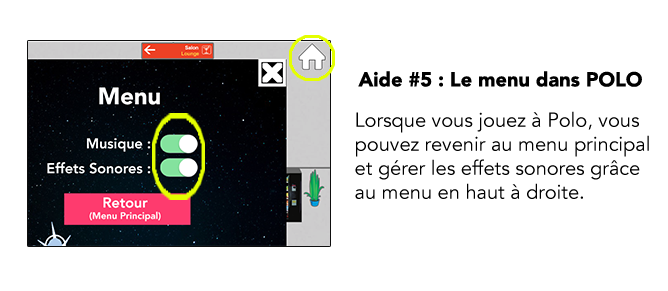 Salon
Lounge
Menu
Musique :
Effets Sonores :
Retour
(Menu Principal)
Aide #5 : Le menu dans POLO
Lorsque vous jouez à Polo, vous
pouvez revenir au menu principal
et gérer les effets sonores grâce
au menu en haut à droite.